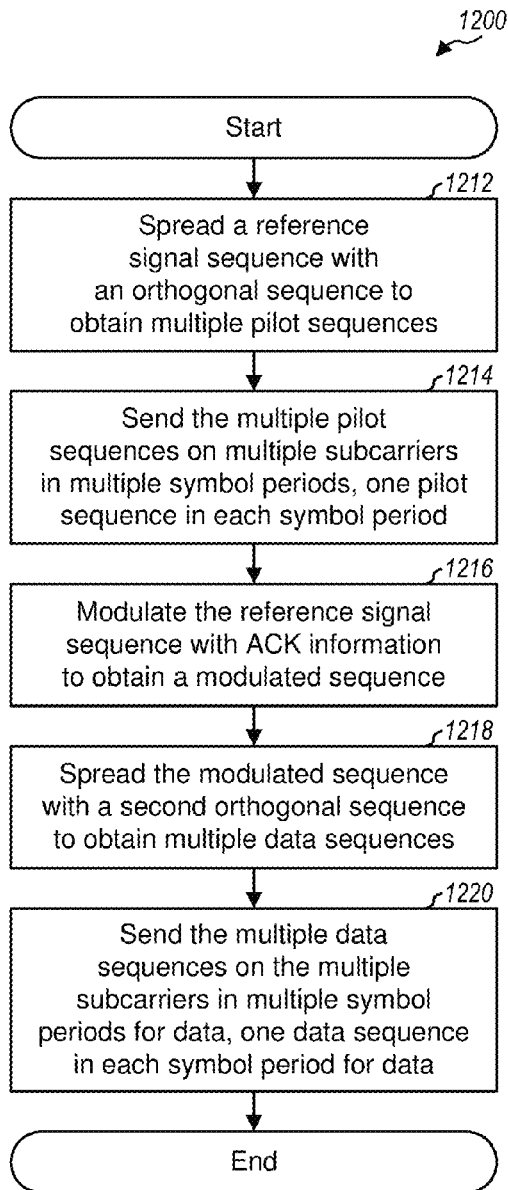 1200
Start
1212
Spread a reference
signal sequence with
an orthogonal sequence to
obtain multiple pilot sequences
1214
Send the multiple pilot
sequences on multiple subcarriers
in multiple symbol periods, one pilot
sequence in each symbol period
1216
Modulate the reference signal
sequence with ACK information
to obtain a modulated sequence
1218
Spread the modulated sequence
with a second orthogonal sequence
to obtain multiple data sequences
1220
Send the multiple data
sequences on the multiple
subcarriers in multiple symbol
periods for data, one data sequence
in each symbol period for data
End